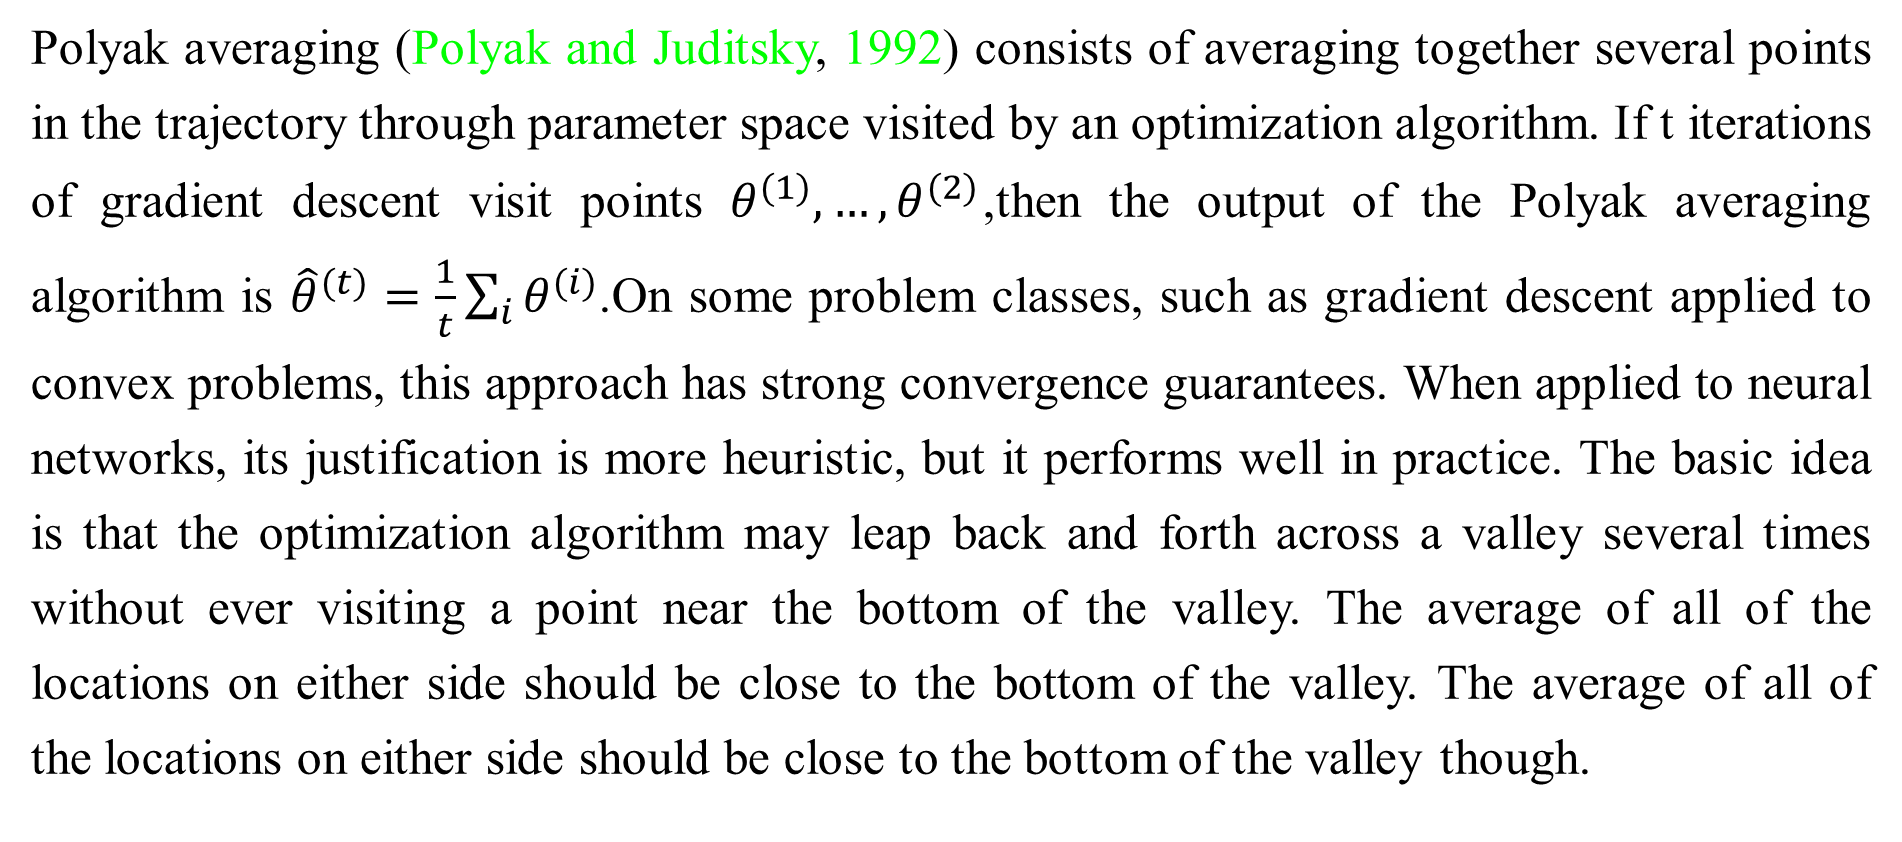 Polyak averaging (Polyak and Juditsky, 1992) consists of averaging together several points
in the trajectory through parameter space visited by an optimization algorithm. If t iterations
of gradient descent visit points θ^(1), … , θ^(2),then the output of the Polyak averaging
algorithm is θ̂^(t) = 1/t ∑_i θ^(i).On some problem classes, such as gradient descent applied to
convex problems, this approach has strong convergence guarantees. When applied to neural
networks, its justification is more heuristic, but it performs well in practice. The basic idea
is that the optimization algorithm may leap back and forth across a valley several times
without ever visiting a point near the bottom of the valley. The average of all of the
locations on either side should be close to the bottom of the valley. The average of all of
the locations on either side should be close to the bottom of the valley though.